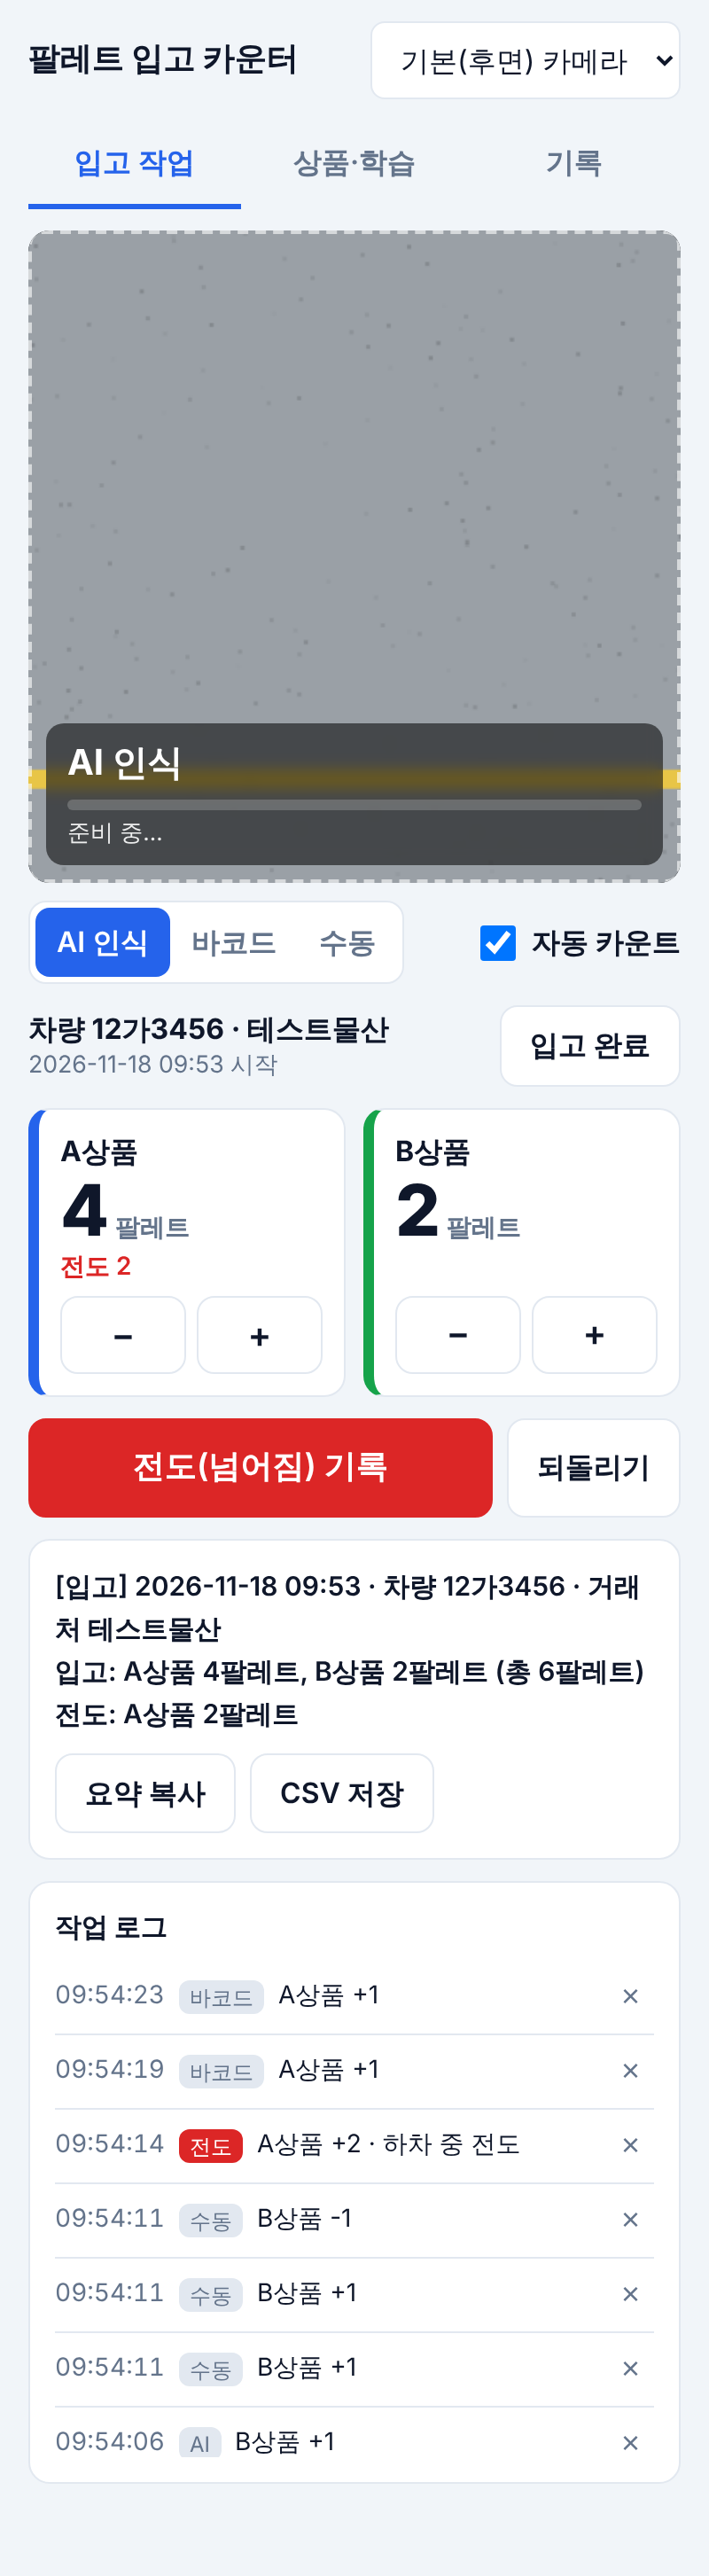 팔레트 입고 카운터
기본(후면) 카메라
입고 작업
상품·학습
기록
AI 인식
준비 중...
AI 인식
바코드
수동
자동 카운트
차량 12가3456 · 테스트물산
2026-11-18 09:53 시작
입고 완료
A상품
4 팔레트
전도 2
−
+
B상품
2 팔레트
−
+
전도(넘어짐) 기록
되돌리기
[입고] 2026-11-18 09:53 · 차량 12가3456 · 거래
처 테스트물산
입고: A상품 4팔레트, B상품 2팔레트 (총 6팔레트)
전도: A상품 2팔레트
요약 복사
CSV 저장
작업 로그
09:54:23 바코드 A상품 +1 ×
09:54:19 바코드 A상품 +1 ×
09:54:14 전도 A상품 +2 · 하차 중 전도 ×
09:54:11 수동 B상품 -1 ×
09:54:11 수동 B상품 +1 ×
09:54:11 수동 B상품 +1 ×
09:54:06 AI B상품 +1 ×